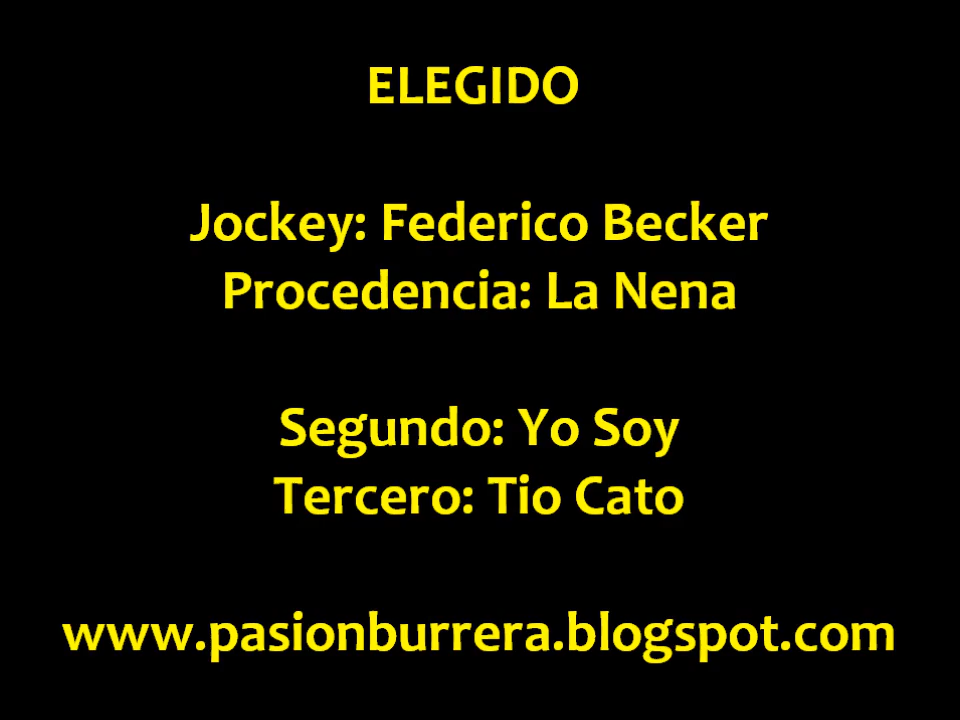 ELEGIDO
Jockey: Federico Becker
Procedencia: La Nena
Segundo: Yo Soy
Tercero: Tio Cato
www.pasionburrera.blogspot.com